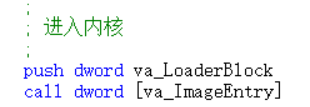 ;
; 进入内核
;
push dword va_LoaderBlock
call dword [va_ImageEntry]